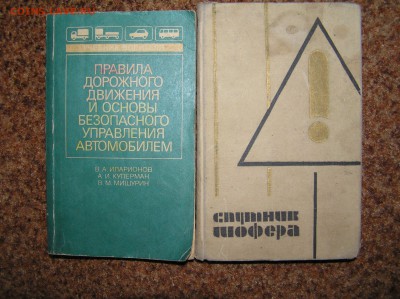 ПРАВИЛА
ДОРОЖНОГО
ДВИЖЕНИЯ
И ОСНОВЫ
БЕЗОПАСНОГО
УПРАВЛЕНИЯ
АВТОМОБИЛЕМ
В.А. ИЛАРИОНОВ
А.И. КУПЕРМАН
В.М. МИШУРИН
спутник
шофера